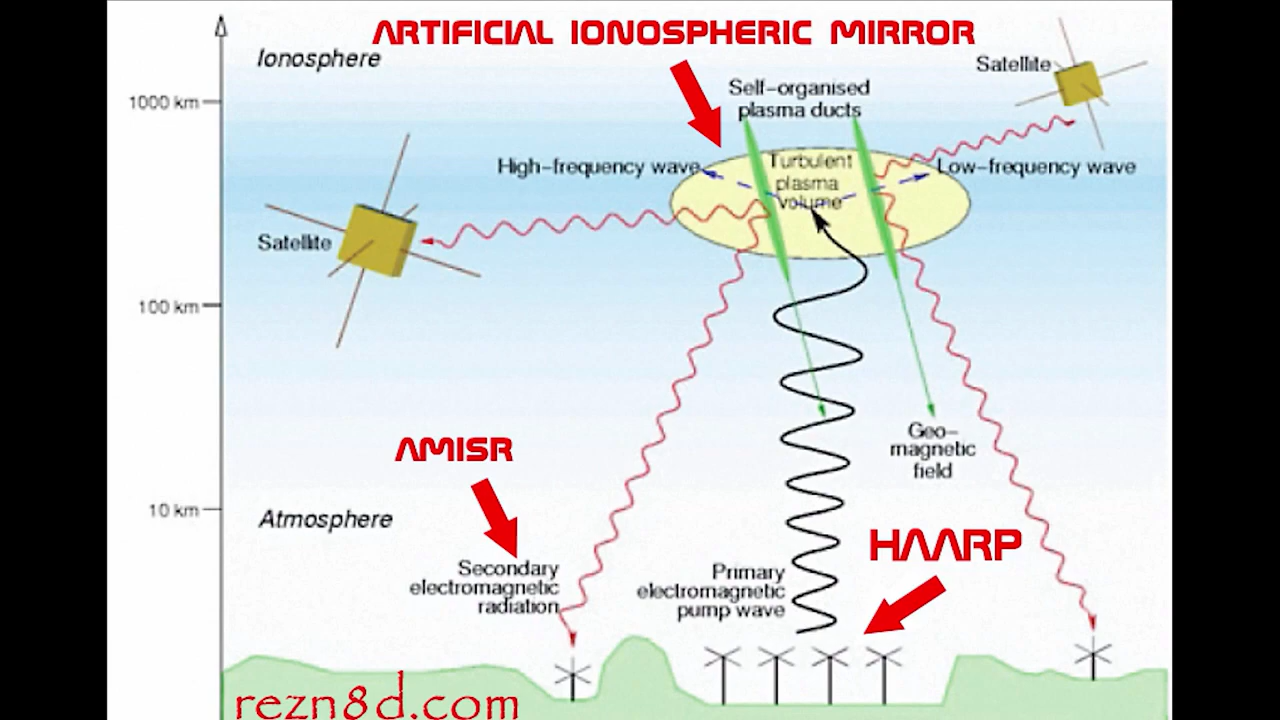 ARTIFICIAL IONOSPHERIC MIRROR
Ionosphere
Satellite
1000 km
Self-organised
plasma ducts
High-frequency wave
Turbulent
plasma
volume
Low-frequency wave
Satellite
100 km
Geo-
magnetic
field
AMISR
10 km
Atmosphere
HAARP
Secondary
electromagnetic
radiation
Primary
electromagnetic
pump wave
rezn8d.com